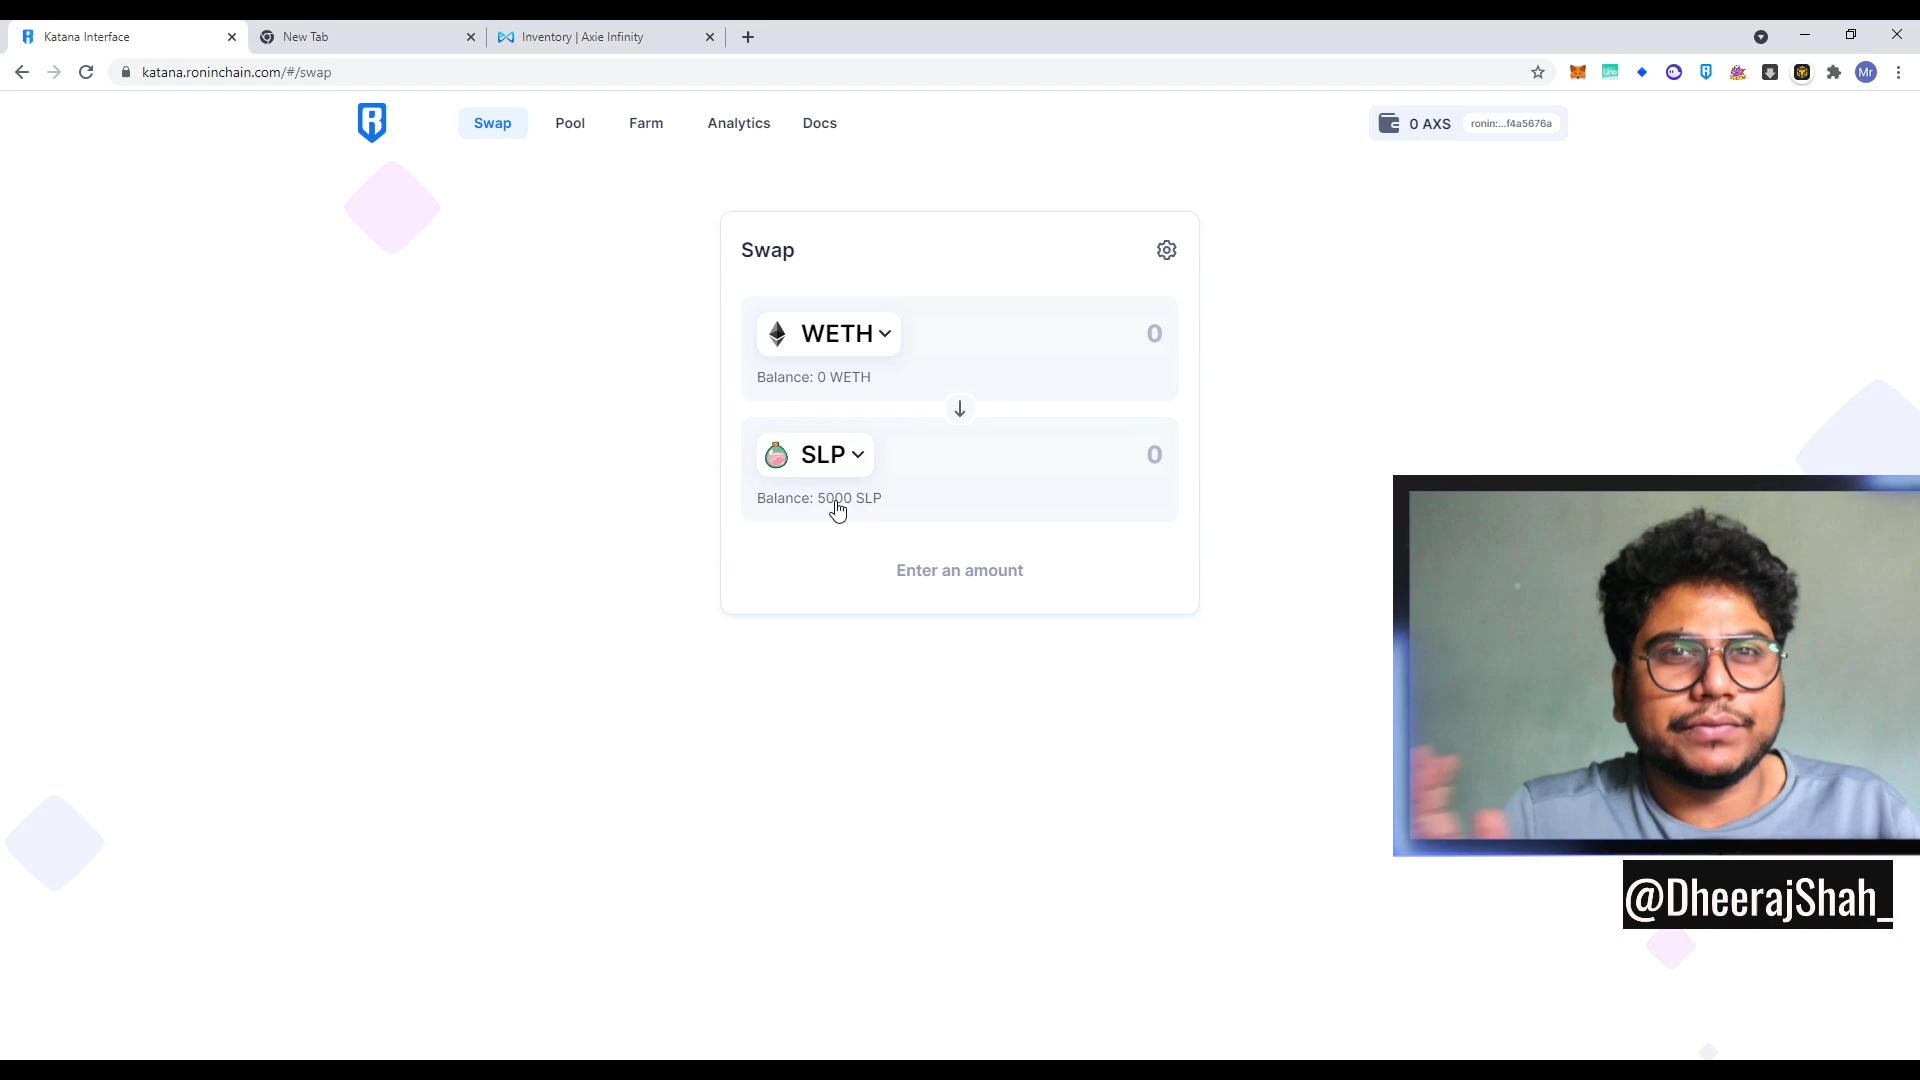 Katana Interface
New Tab
Inventory | Axie Infinity
katana.roninchain.com/#/swap
Mr
Swap
Pool
Farm
Analytics
Docs
0 AXS
ronin:...f4a5676a
Swap
WETH
0
Balance: 0 WETH
SLP
0
Balance: 5000 SLP
Enter an amount
@DheerajShah_